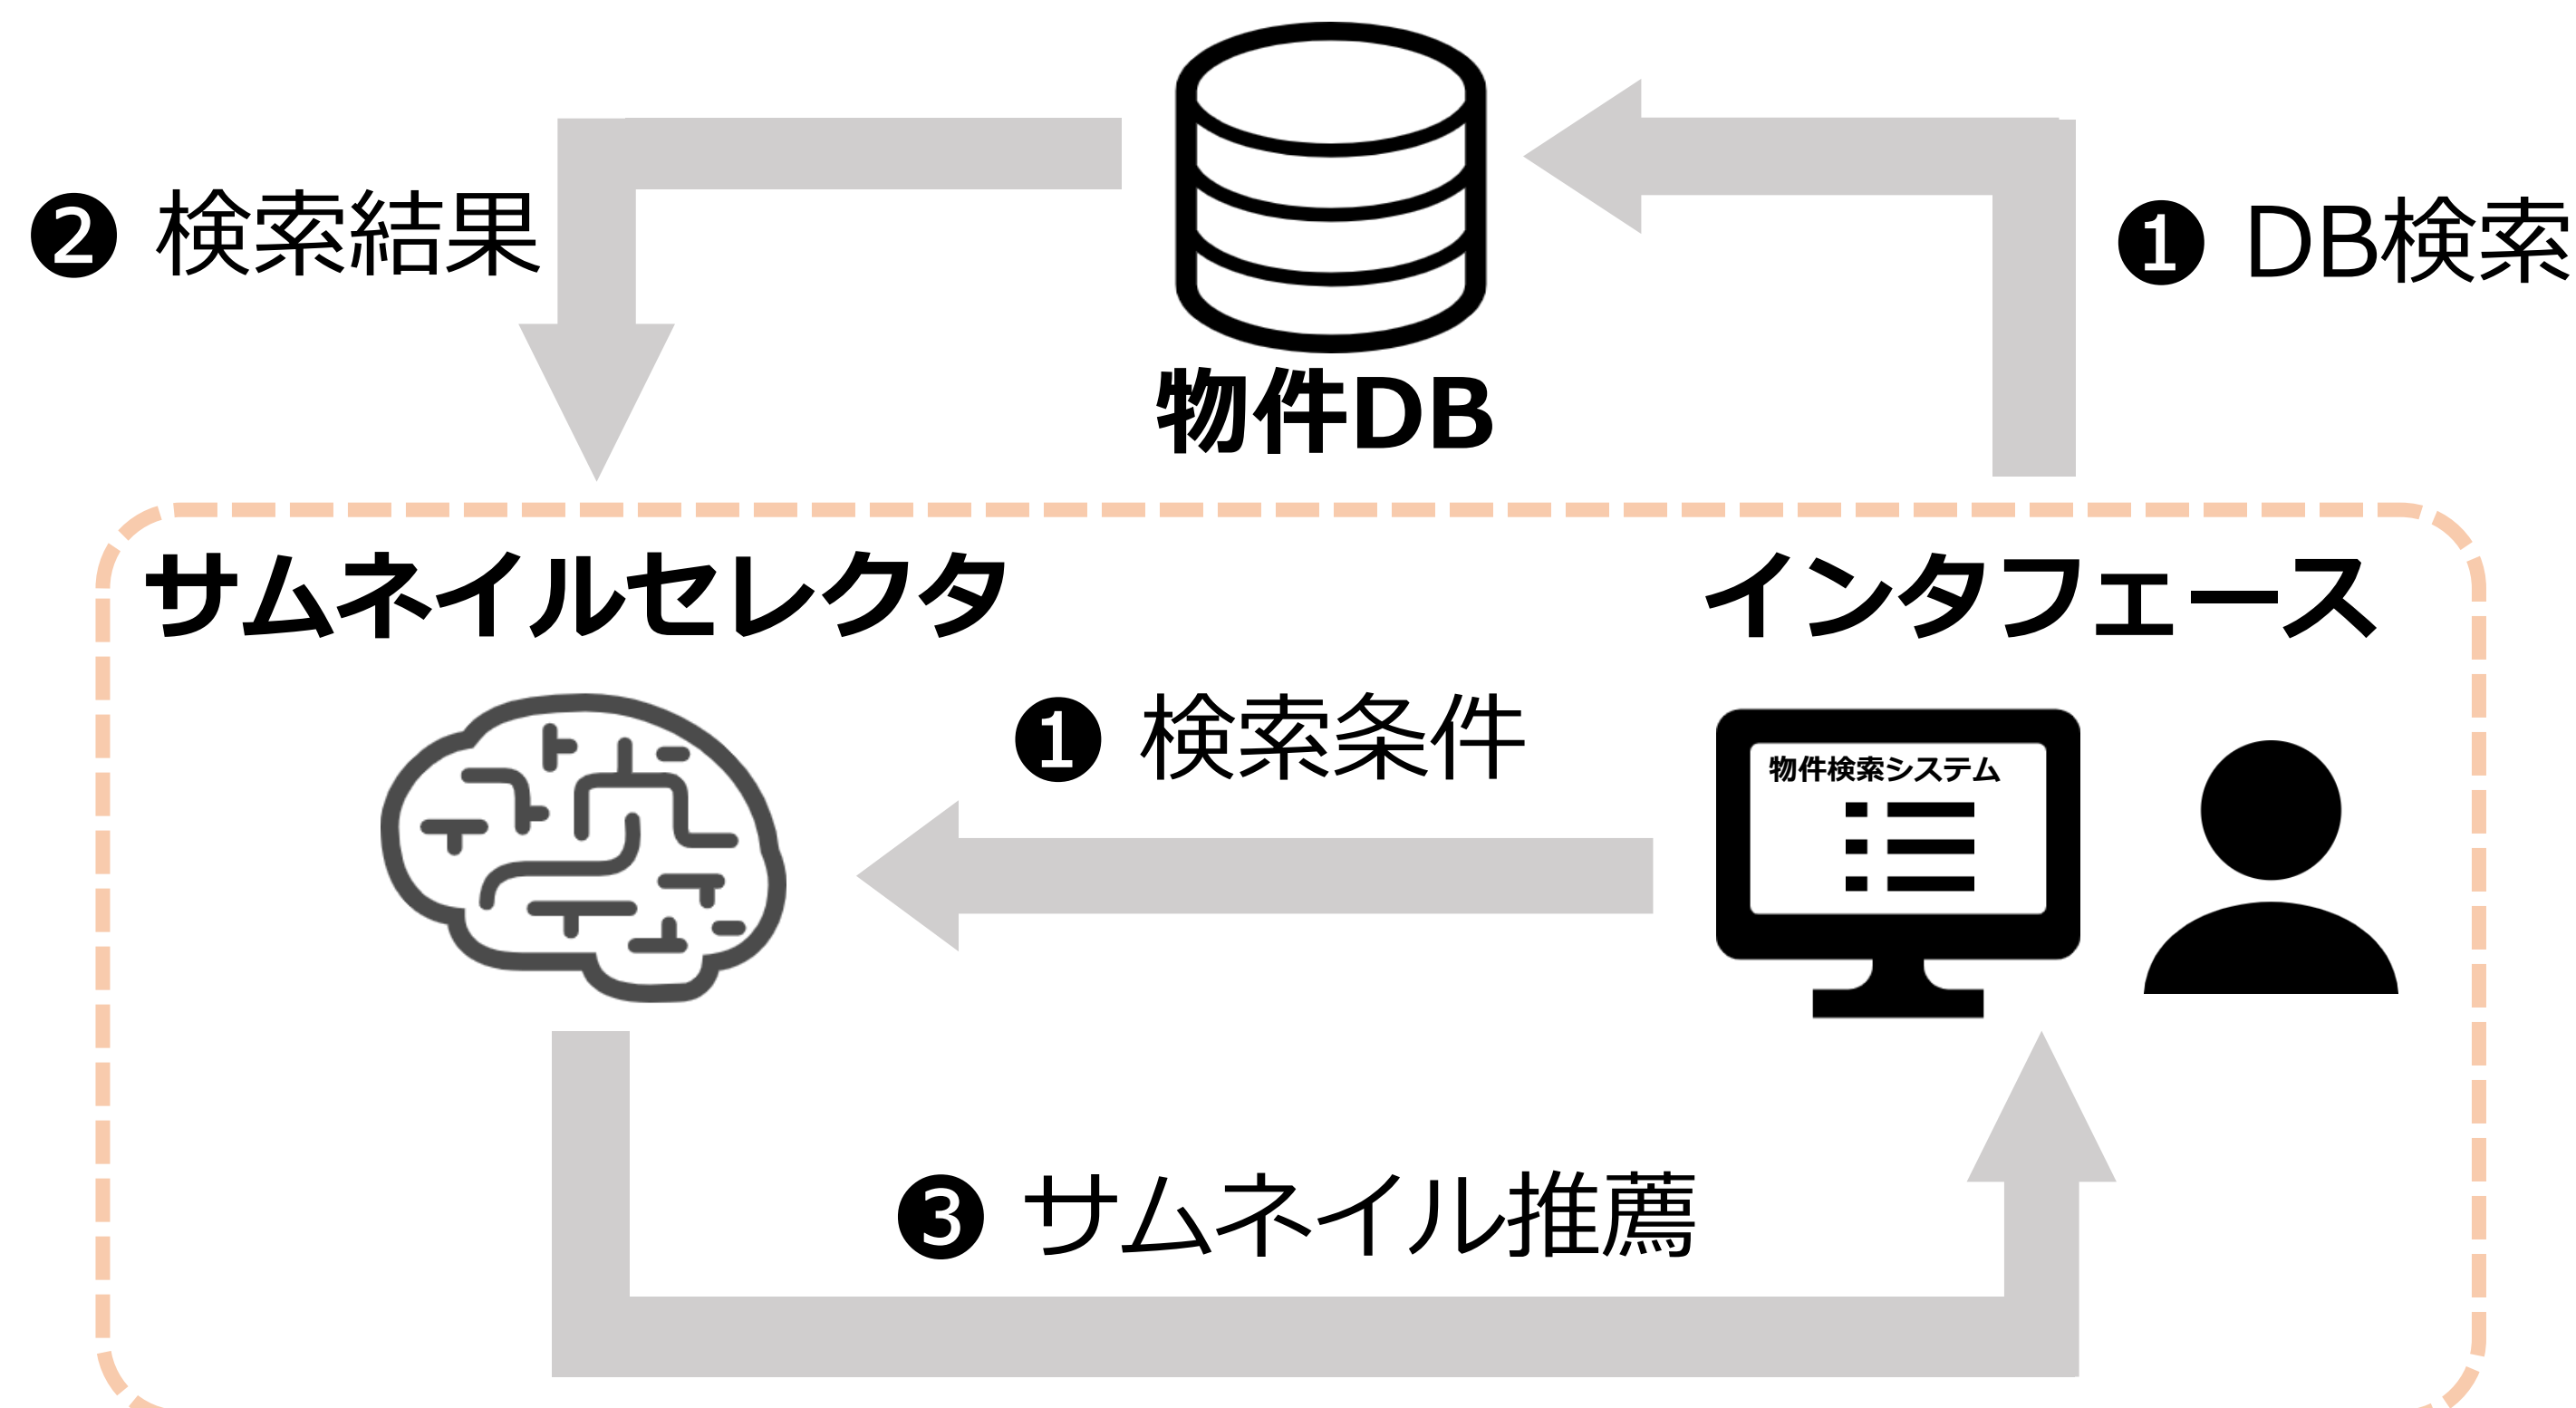 ❷ 検索結果
❶ DB検索
物件DB
サムネイルセレクタ
インタフェース
❶ 検索条件
物件検索システム
❸ サムネイル推薦